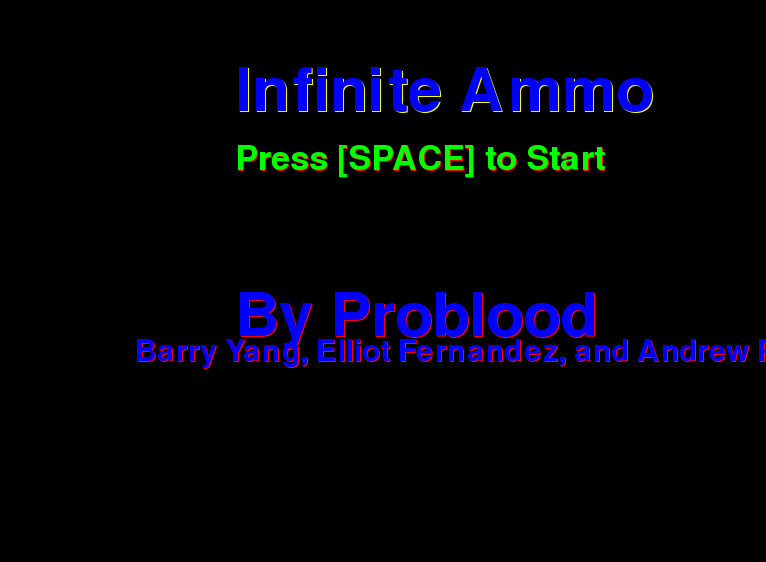 Infinite Ammo
Press [SPACE] to Start
By Problood
Barry Yang, Elliot Fernandez, and Andrew